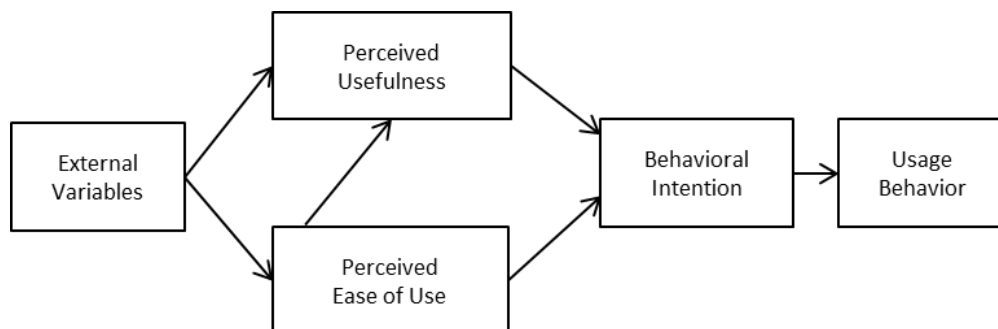 Perceived
Usefulness
External
Variables
Behavioral
Intention
Usage
Behavior
Perceived
Ease of Use